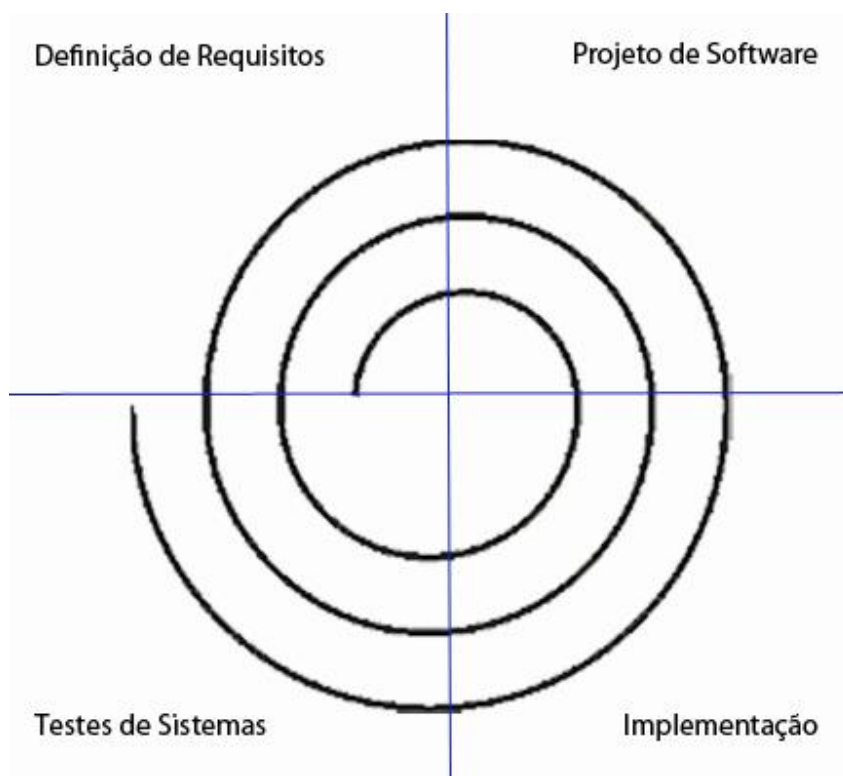 Definição de Requisitos
Projeto de Software
Testes de Sistemas
Implementação